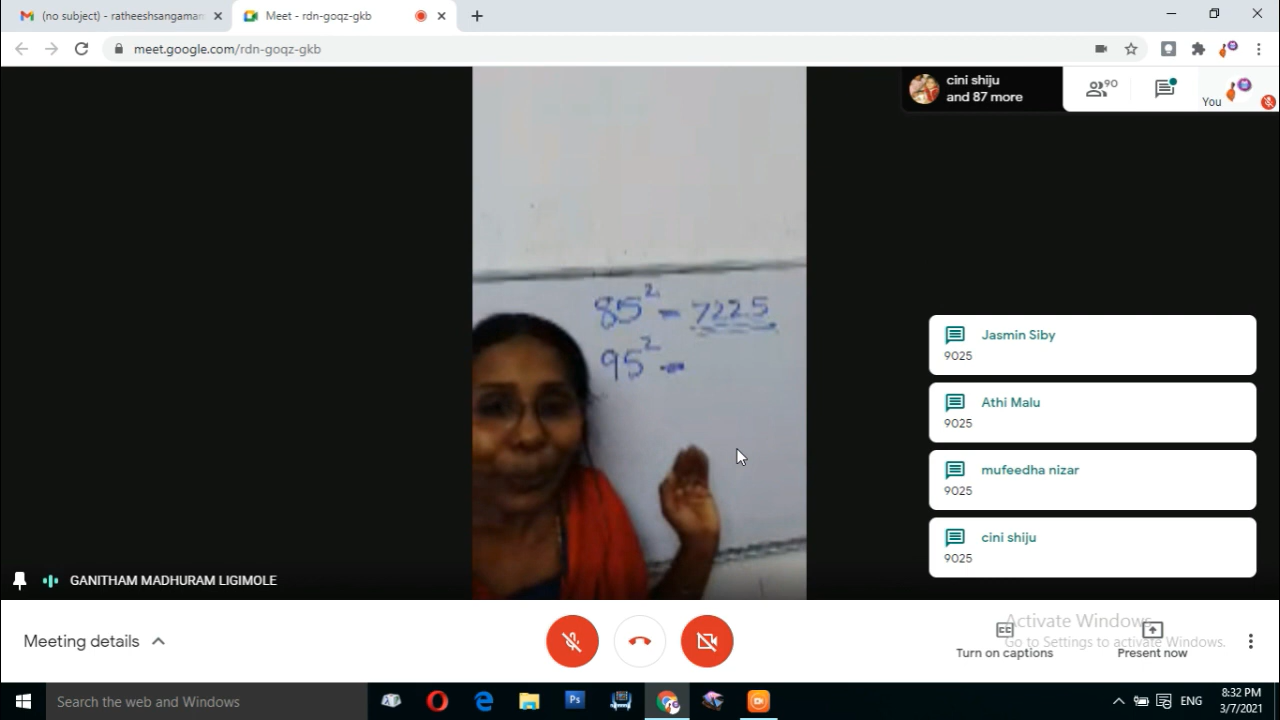 (no subject) - ratheeshsangamam
Meet - rdn-goqz-gkb
meet.google.com/rdn-goqz-gkb
cini shiju
and 87 more
90
You
85² - 7225
95² -
Jasmin Siby
9025
Athi Malu
9025
mufeedha nizar
9025
cini shiju
9025
GANITHAM MADHURAM LIGIMOLE
Meeting details
Turn on captions
Present now
Activate Windows
Go to Settings to activate Windows.
Search the web and Windows
ENG
8:32 PM
3/7/2021